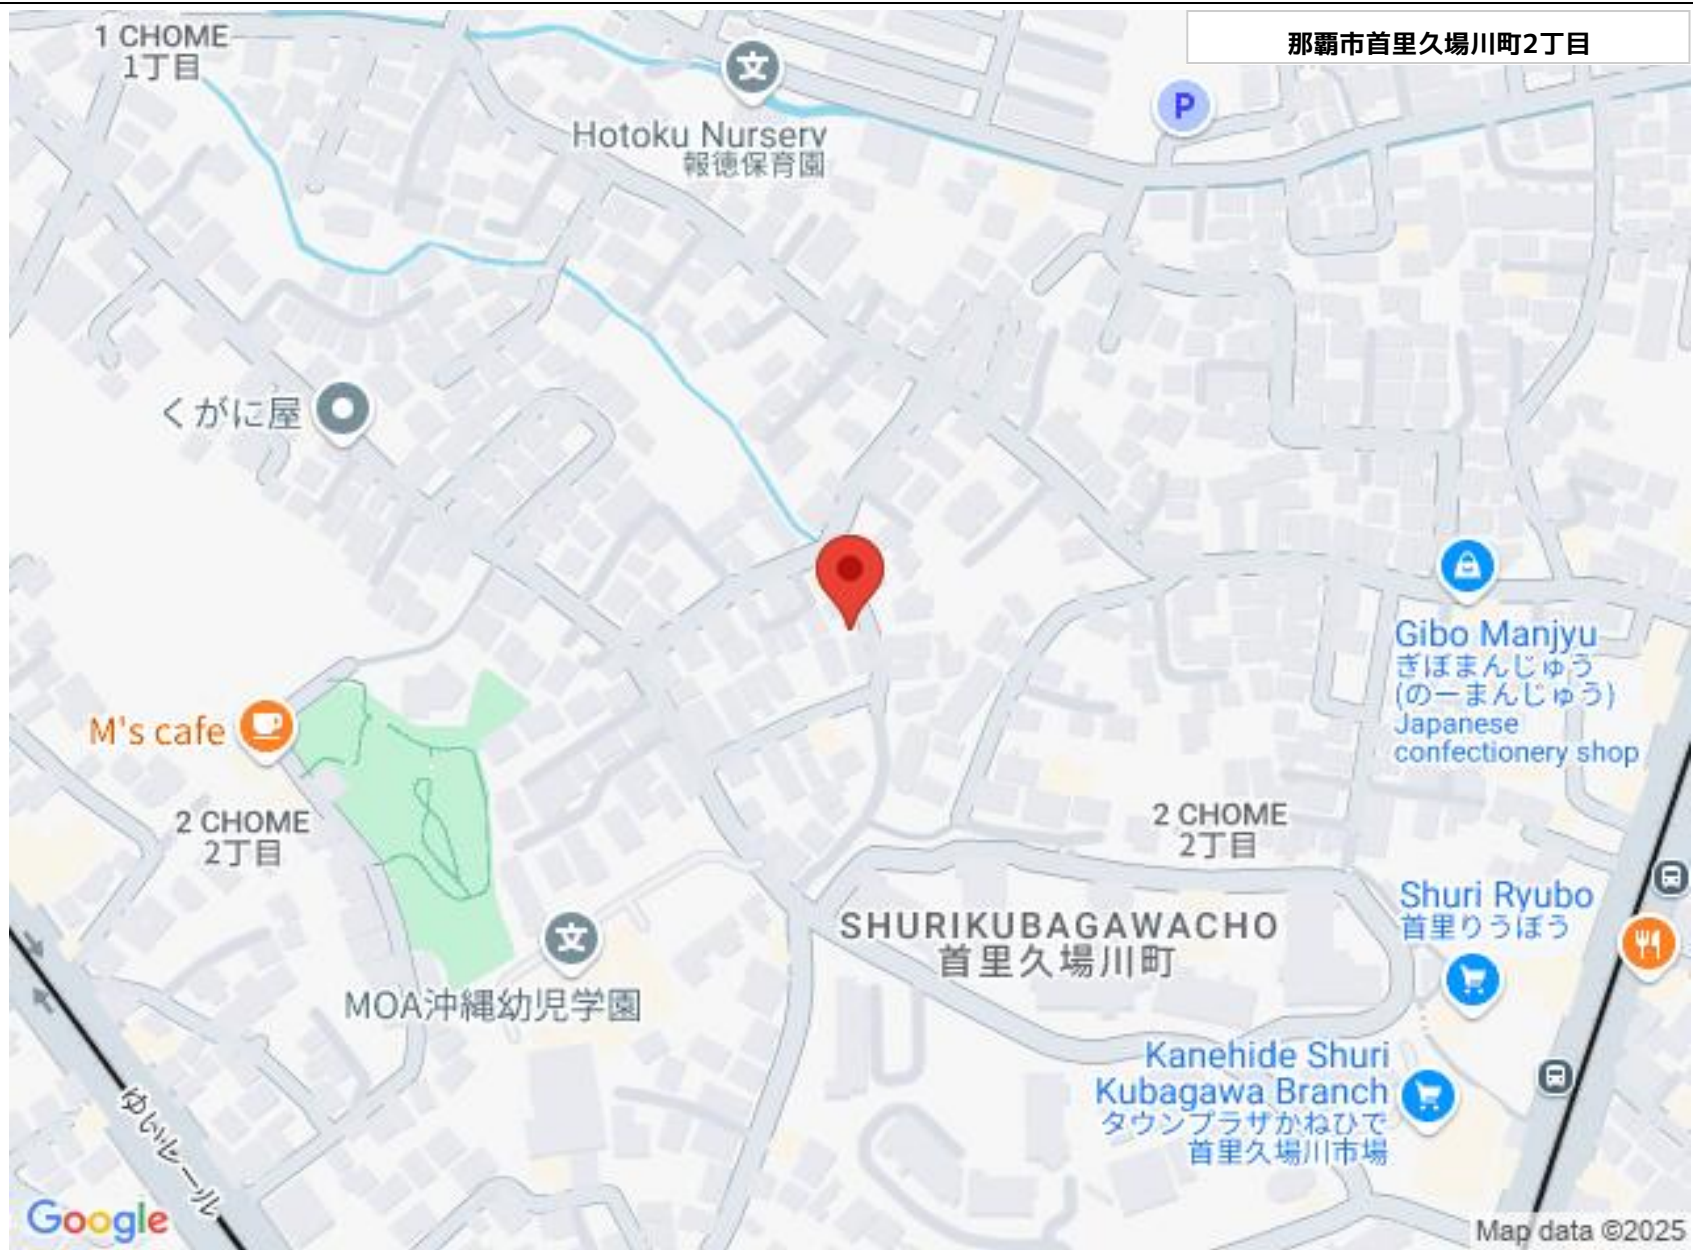 那覇市首里久場川町2丁目
1 CHOME
1丁目
P
文
Hotoku Nursery
報徳保育園
くがに屋
Gibo Manjyu
ぎぼまんじゅう
(のーまんじゅう)
Japanese
confectionery shop
M's cafe
2 CHOME
2丁目
2 CHOME
2丁目
Shuri Ryubo
首里りうぼう
SHURIKUBAGAWACHO
首里久場川町
文
MOA沖縄幼児学園
Kanehide Shuri
Kubagawa Branch
タウンプラザかねひで
首里久場川市場
ゆいレール
Google
Map data ©2025